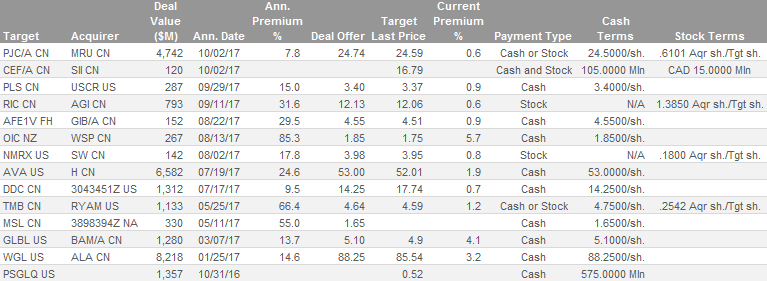 Deal Value ($M) Ann. Premium % Target Last Price Current Premium % Cash Terms
Target Acquirer Ann. Date Deal Offer Payment Type Stock Terms
PJC/A CN MRU CN 4,742 10/02/17 7.8 24.74 24.59 0.6 Cash or Stock 24.5000/sh. .6101 Aqr sh./Tgt sh.
CEF/A CN SII CN 120 10/02/17 16.79 Cash and Stock 105.0000 Mln CAD 15.0000 Mln
PLS CN USCR US 287 09/29/17 15.0 3.40 3.37 0.9 Cash 3.4000/sh.
RIC CN AGI CN 793 09/11/17 31.6 12.13 12.06 0.6 Stock N/A 1.3850 Aqr sh./Tgt sh.
AFE1V FH GIB/A CN 152 08/22/17 29.5 4.55 4.51 0.9 Cash 4.5500/sh.
OIC NZ WSP CN 267 08/13/17 85.3 1.85 1.75 5.7 Cash 1.8500/sh.
NMRX US SW CN 142 08/02/17 17.8 3.98 3.95 0.8 Stock N/A .1800 Aqr sh./Tgt sh.
AVA US H CN 6,582 07/19/17 24.6 53.00 52.01 1.9 Cash 53.0000/sh.
DDC CN 3043451Z US 1,312 07/17/17 9.5 14.25 17.74 0.7 Cash 14.2500/sh.
TMB CN RYAM US 1,133 05/25/17 66.4 4.64 4.59 1.2 Cash or Stock 4.7500/sh. .2542 Aqr sh./Tgt sh.
MSL CN 3898394Z NA 330 05/11/17 55.0 1.65 Cash 1.6500/sh.
GLBL US BAM/A CN 1,280 03/07/17 13.7 5.10 4.9 4.1 Cash 5.1000/sh.
WGL US ALA CN 8,218 01/25/17 14.6 88.25 85.54 3.2 Cash 88.2500/sh.
PSGLQ US 1,357 10/31/16 0.52 Cash 575.0000 Mln